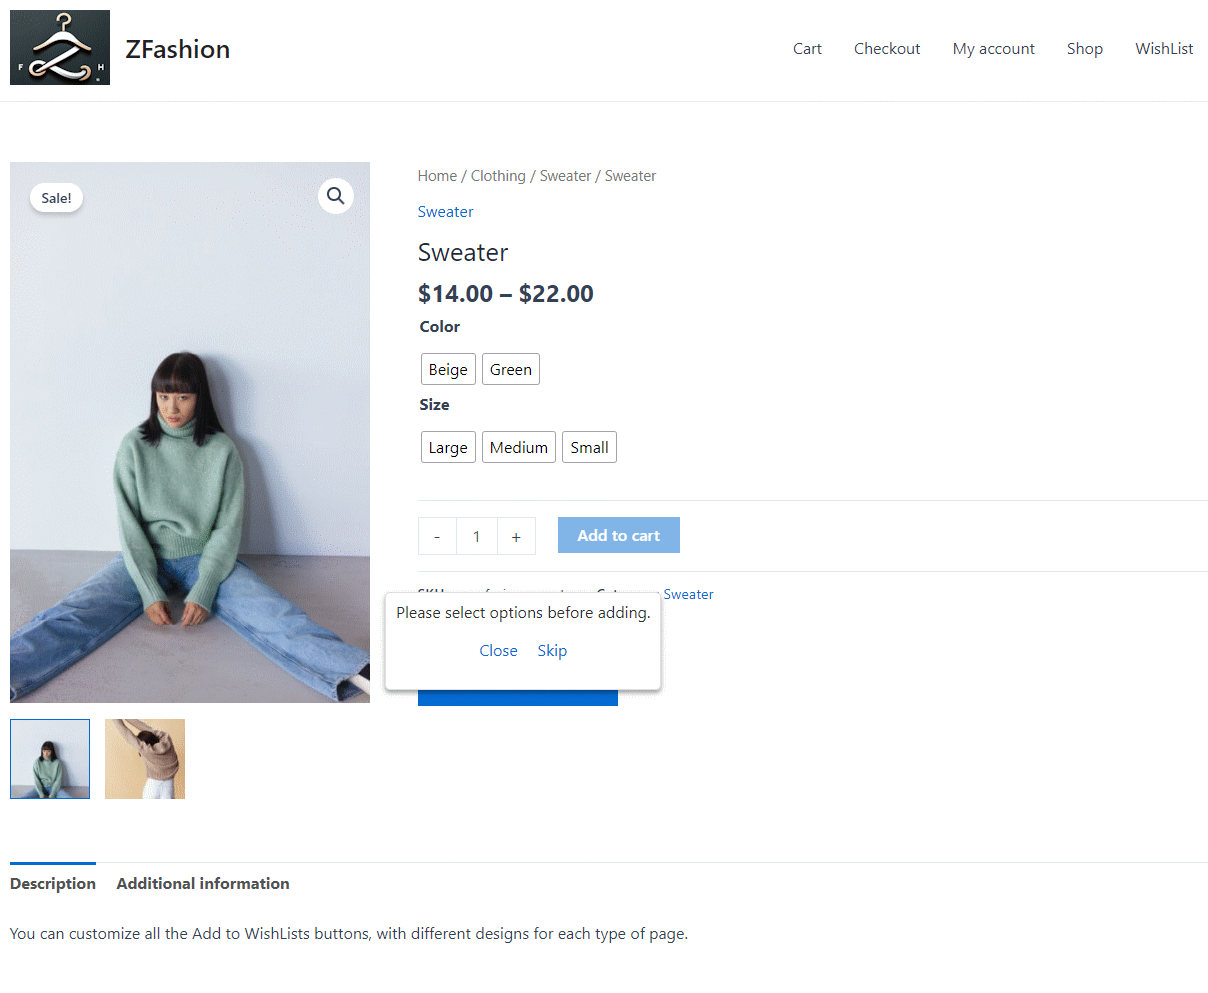 F H
ZFashion
Cart Checkout My account Shop WishList
Sale!
Home / Clothing / Sweater / Sweater
Sweater
Sweater
$14.00 – $22.00
Color
Beige Green
Size
Large Medium Small
- 1 + Add to cart
Sweater
Please select options before adding.
Close Skip
Description Additional information
You can customize all the Add to WishLists buttons, with different designs for each type of page.